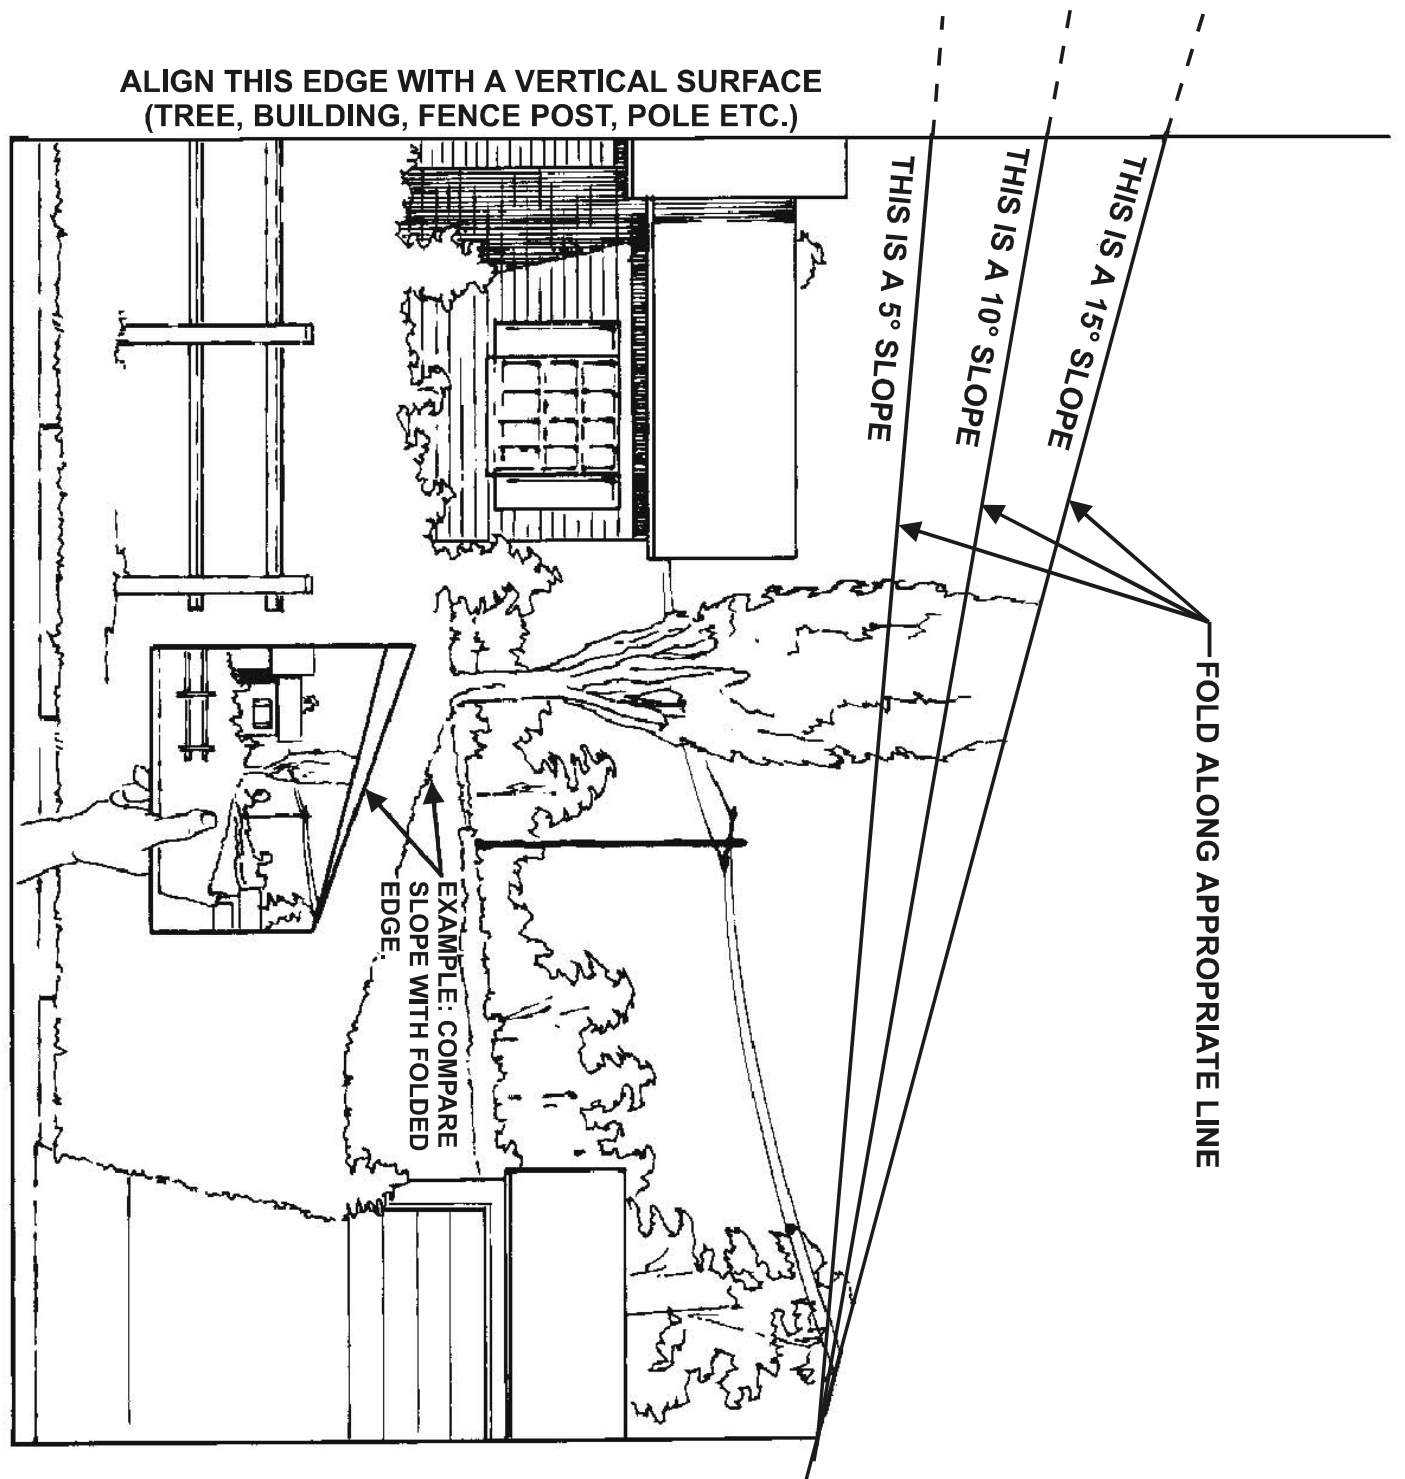 ALIGN THIS EDGE WITH A VERTICAL SURFACE
(TREE, BUILDING, FENCE POST, POLE ETC.)
THIS IS A 5° SLOPE
THIS IS A 10° SLOPE
THIS IS A 15° SLOPE
FOLD ALONG APPROPRIATE LINE
EXAMPLE: COMPARE
SLOPE WITH FOLDED
EDGE.